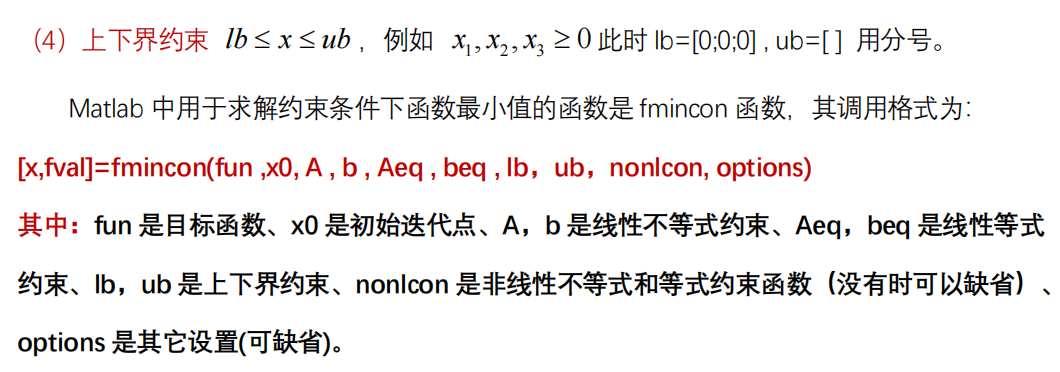 （4）上下界约束 lb ≤ x ≤ ub，例如 x₁, x₂, x₃ ≥ 0 此时 lb=[0;0;0] , ub=[ ] 用分号。
Matlab 中用于求解约束条件下函数最小值的函数是 fmincon 函数，其调用格式为：
[x,fval]=fmincon(fun ,x0, A , b , Aeq , beq , lb，ub，nonlcon, options)
其中：fun 是目标函数、x0 是初始迭代点、A，b 是线性不等式约束、Aeq，beq 是线性等式
约束、lb，ub 是上下界约束、nonlcon 是非线性不等式和等式约束函数（没有时可以缺省）、
options 是其它设置(可缺省)。